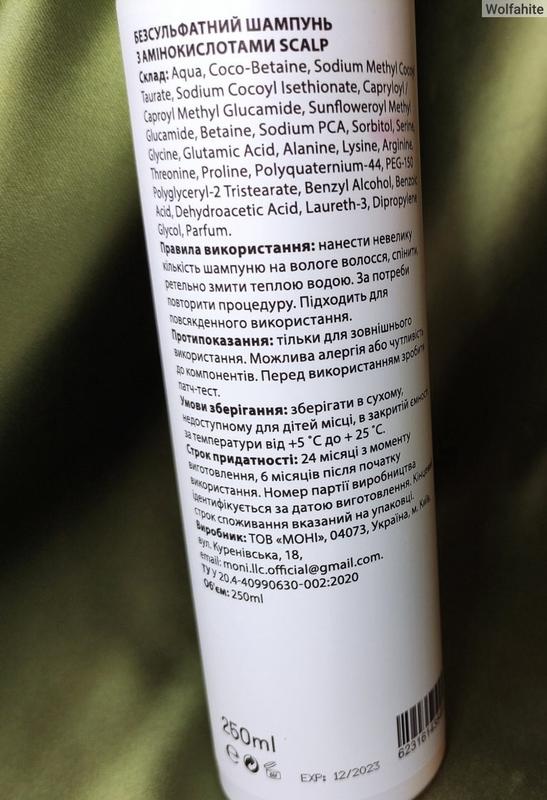 Wolfahite
БЕЗСУЛЬФАТНИЙ ШАМПУНЬ
З АМІНОКИСЛОТАМИ SCALP
Склад: Aqua, Coco-Betaine, Sodium Methyl Cocoyl
Taurate, Sodium Cocoyl Isethionate, Capryloyl/
Caproyl Methyl Glucamide, Sunfloweroyl Methyl
Glucamide, Betaine, Sodium PCA, Sorbitol, Serine,
Glycine, Glutamic Acid, Alanine, Lysine, Arginine,
Threonine, Proline, Polyquaternium-44, PEG-150
Polyglyceryl-2 Tristearate, Benzyl Alcohol, Benzoic
Acid, Dehydroacetic Acid, Laureth-3, Dipropylene
Glycol, Parfum.
Правила використання: нанести невелику
кількість шампуню на вологе волосся, спінити,
ретельно змити теплою водою. За потреби
повторити процедуру. Підходить для
повсякденного використання.
Протипоказання: тільки для зовнішнього
використання. Можлива алергія або чутливість
до компонентів. Перед використанням зробити
патч-тест.
Умови зберігання: зберігати в сухому,
недоступному для дітей місці, в закритій ємності
за температури від +5 ˚C до + 25 ˚C.
Строк придатності: 24 місяці з моменту
виготовлення, 6 місяців після початку
використання. Номер партії виробництва
ідентифікується за датою виготовлення. Кінцевий
строк споживання вказаний на упаковці.
Виробник: ТОВ «МОНІ», 04073, Україна, м. Київ,
вул. Куренівська, 18,
email: moni.llc.official@gmail.com.
ТУ У 20.4-40990630-002:2020
Об'єм: 250ml
250ml
EXP: 12/2023